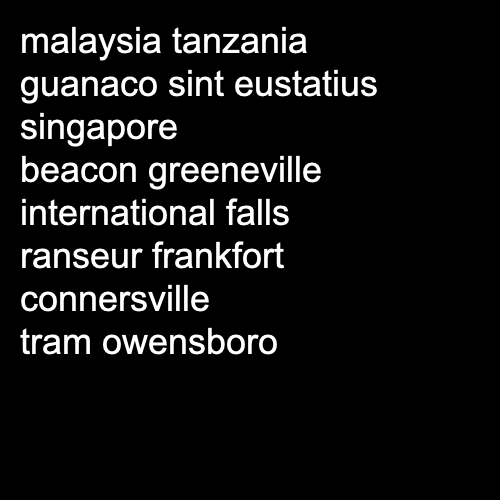 malaysia tanzania
guanaco sint eustatius
singapore
beacon greeneville
international falls
ranseur frankfort
connersville
tram owensboro